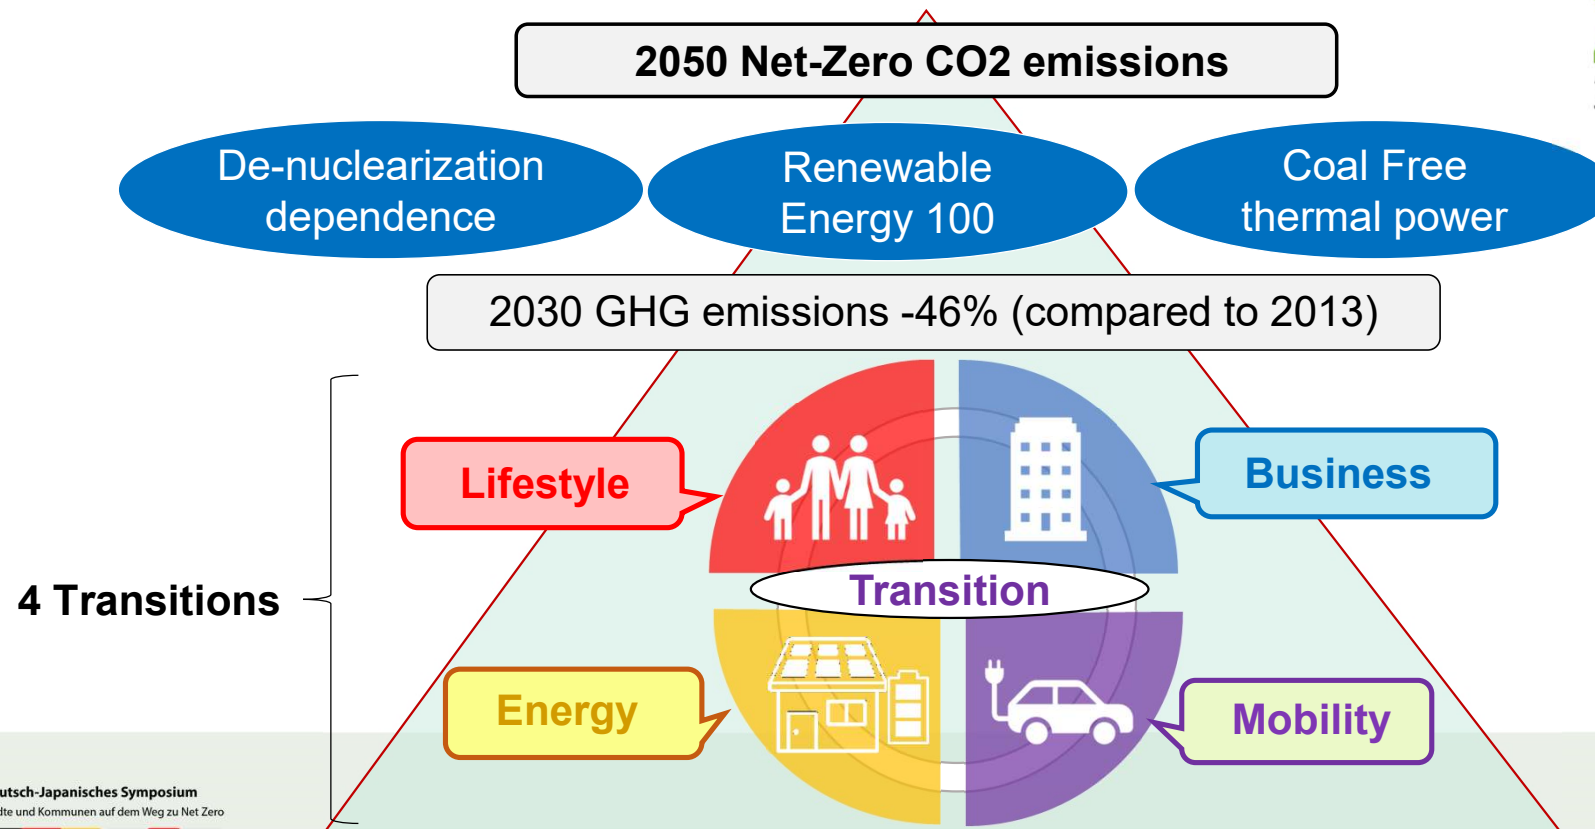 2050 Net-Zero CO2 emissions
De-nuclearization
dependence
Renewable
Energy 100
Coal Free
thermal power
2030 GHG emissions -46% (compared to 2013)
Lifestyle
Business
4 Transitions
Transition
Energy
Mobility
utsch-Japanisches Symposium
dte und Kommunen auf dem Weg zu Net Zero